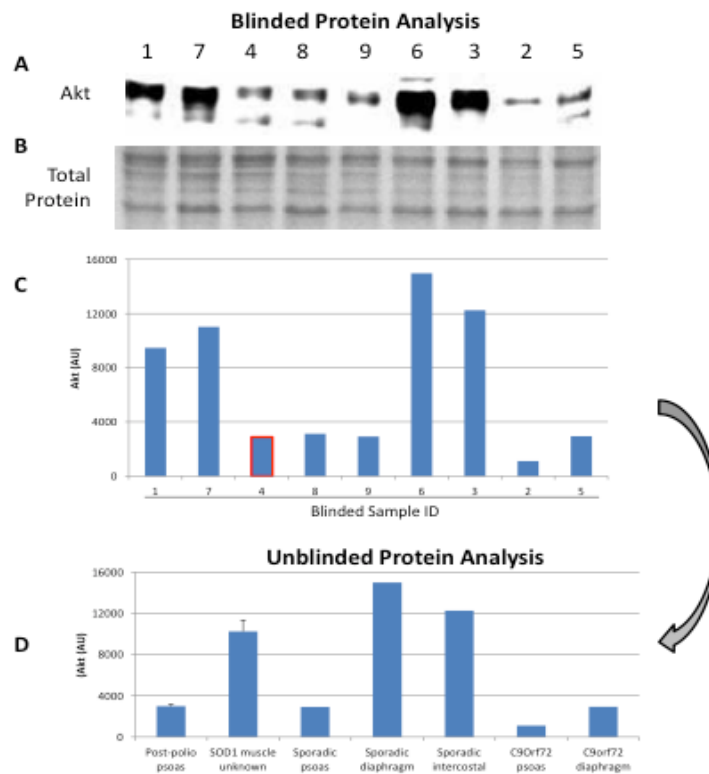 Blinded Protein Analysis
1 7 4 8 9 6 3 2 5
A
Akt
B
Total
Protein
C
16000
12000
8000
4000
0
Akt (AU)
1 7 4 8 9 6 3 2 5
Blinded Sample ID
Unblinded Protein Analysis
D
16000
12000
8000
4000
0
(Akt (AU)
Post-polio psoas
SOD1 muscle unknown
Sporadic psoas
Sporadic diaphragm
Sporadic intercostal
C9Orf72 psoas
C9orf72 diaphragm